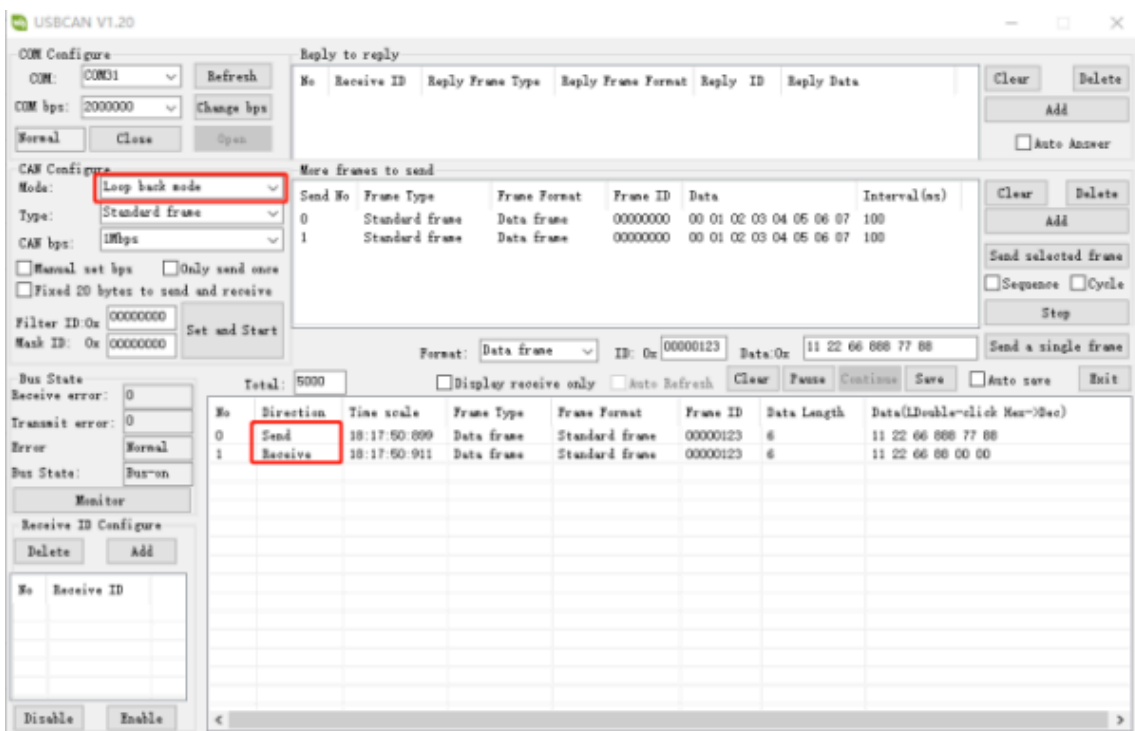 USBCAN V1.20
COM Configure
COM: COM31 Refresh
COM bps: 2000000 Change bps
Normal Close Open
Reply to reply
No Receive ID Reply Frame Type Reply Frame Format Reply ID Reply Data
Clear Delete
Add
Auto Answer
CAN Configure
Mode: Loop back mode
Type: Standard frame
CAN bps: 1Mbps
Manual set bps Only send once
Fixed 20 bytes to send and receive
Filter ID:0x 00000000
Mask ID: 0x 00000000
Set and Start
More frames to send
Send No Frame Type Frame Format Frame ID Data Interval(ms)
0 Standard frame Data frame 00000000 00 01 02 03 04 05 06 07 100
1 Standard frame Data frame 00000000 00 01 02 03 04 05 06 07 100
Clear Delete
Add
Send selected frame
Sequence Cycle
Stop
Format: Data frame ID: 0x 00000123 Data:0x 11 22 66 888 77 88 Send a single frame
Total: 5000 Display receive only Auto Refresh Clear Pause Continue Save Auto save Exit
Bus State
Receive error: 0
Transmit error: 0
Error Normal
Bus State: Bus-on
Monitor
Receive ID Configure
Delete Add
No Receive ID
Disable Enable
No Direction Time scale Frame Type Frame Format Frame ID Data Length Data(LDouble-click Hex->Dec)
0 Send 18:17:50:899 Data frame Standard frame 00000123 6 11 22 66 888 77 88
1 Receive 18:17:50:911 Data frame Standard frame 00000123 6 11 22 66 88 00 00